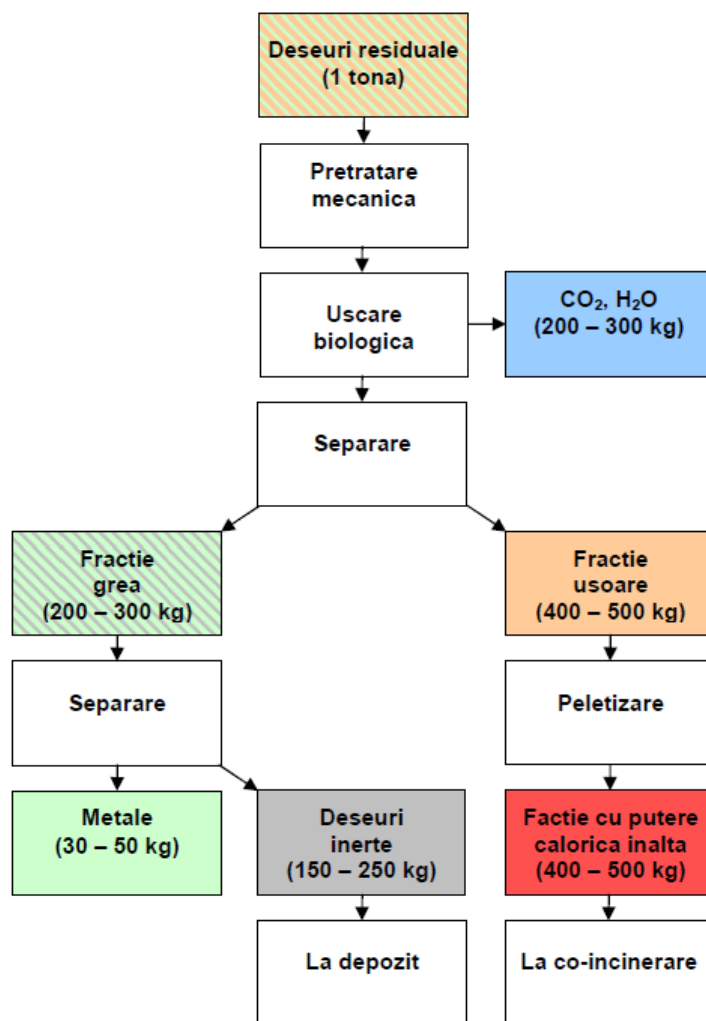 Deseuri residuale
(1 tona)
Pretratare
mecanica
Uscare
biologica
CO₂, H₂O
(200 – 300 kg)
Separare
Fractie
grea
(200 – 300 kg)
Fractie
usoare
(400 – 500 kg)
Separare
Peletizare
Metale
(30 – 50 kg)
Deseuri
inerte
(150 – 250 kg)
Factie cu putere
calorica inalta
(400 – 500 kg)
La depozit
La co-incinerare